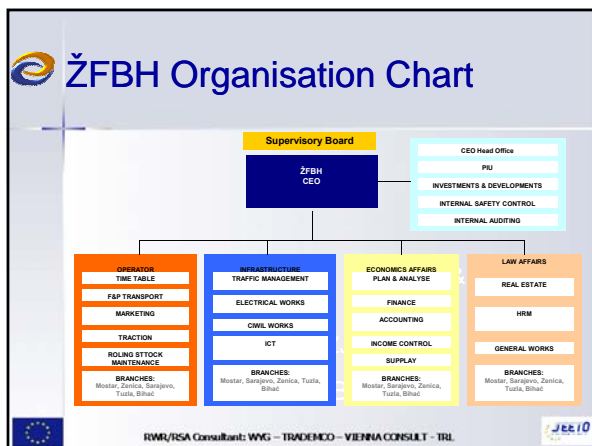 ŽFBH Organisation Chart
Supervisory Board
ŽFBH
CEO
CEO Head Office
PIU
INVESTMENTS & DEVELOPMENTS
INTERNAL SAFETY CONTROL
INTERNAL AUDITING
OPERATOR
TIME TABLE
F&P TRANSPORT
MARKETING
TRACTION
ROLING STTOCK
MAINTENANCE
BRANCHES:
Mostar, Zenica, Sarajevo,
Tuzla, Bihać
INFRASTRUCTURE
TRAFFIC MANAGEMENT
ELECTRICAL WORKS
CIWIL WORKS
ICT
BRANCHES:
Mostar, Sarajevo, Zenica, Tuzla,
Bihać
ECONOMICS AFFAIRS
PLAN & ANALYSE
FINANCE
ACCOUNTING
INCOME CONTROL
SUPPLAY
BRANCHES:
Mostar, Sarajevo, Zenica,
Tuzla, Bihać
LAW AFFAIRS
REAL ESTATE
HRM
GENERAL WORKS
BRANCHES:
Mostar, Sarajevo, Zenica,
Tuzla, Bihać
RWR/RSA Consultant: WYG – TRADEMCO – VIENNA CONSULT - TRL